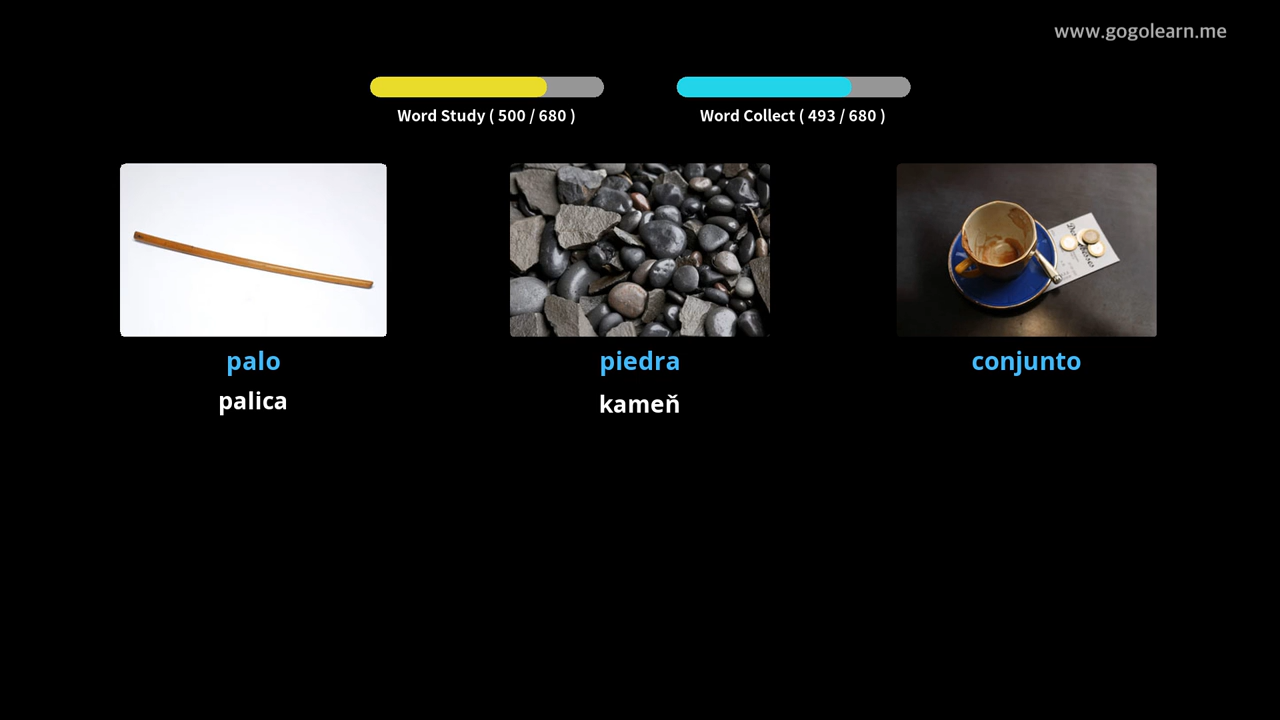 www.gogolearn.me
Word Study ( 500 / 680 )
Word Collect ( 493 / 680 )
palo
piedra
conjunto
palica
kameň